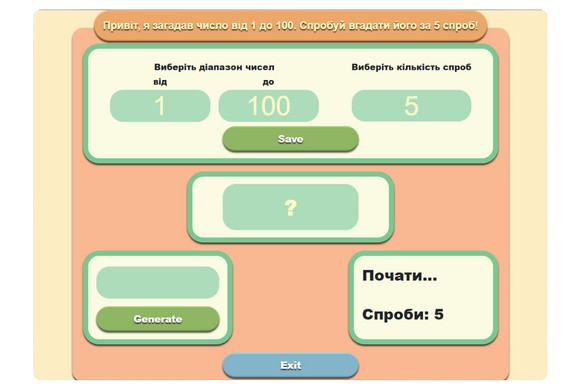 Привіт, я загадав число від 1 до 100. Спробуй вгадати його за 5 спроб!
Виберіть діапазон чисел
від до
1 100
Виберіть кількість спроб
5
Save
?
Generate
Почати...
Спроби: 5
Exit